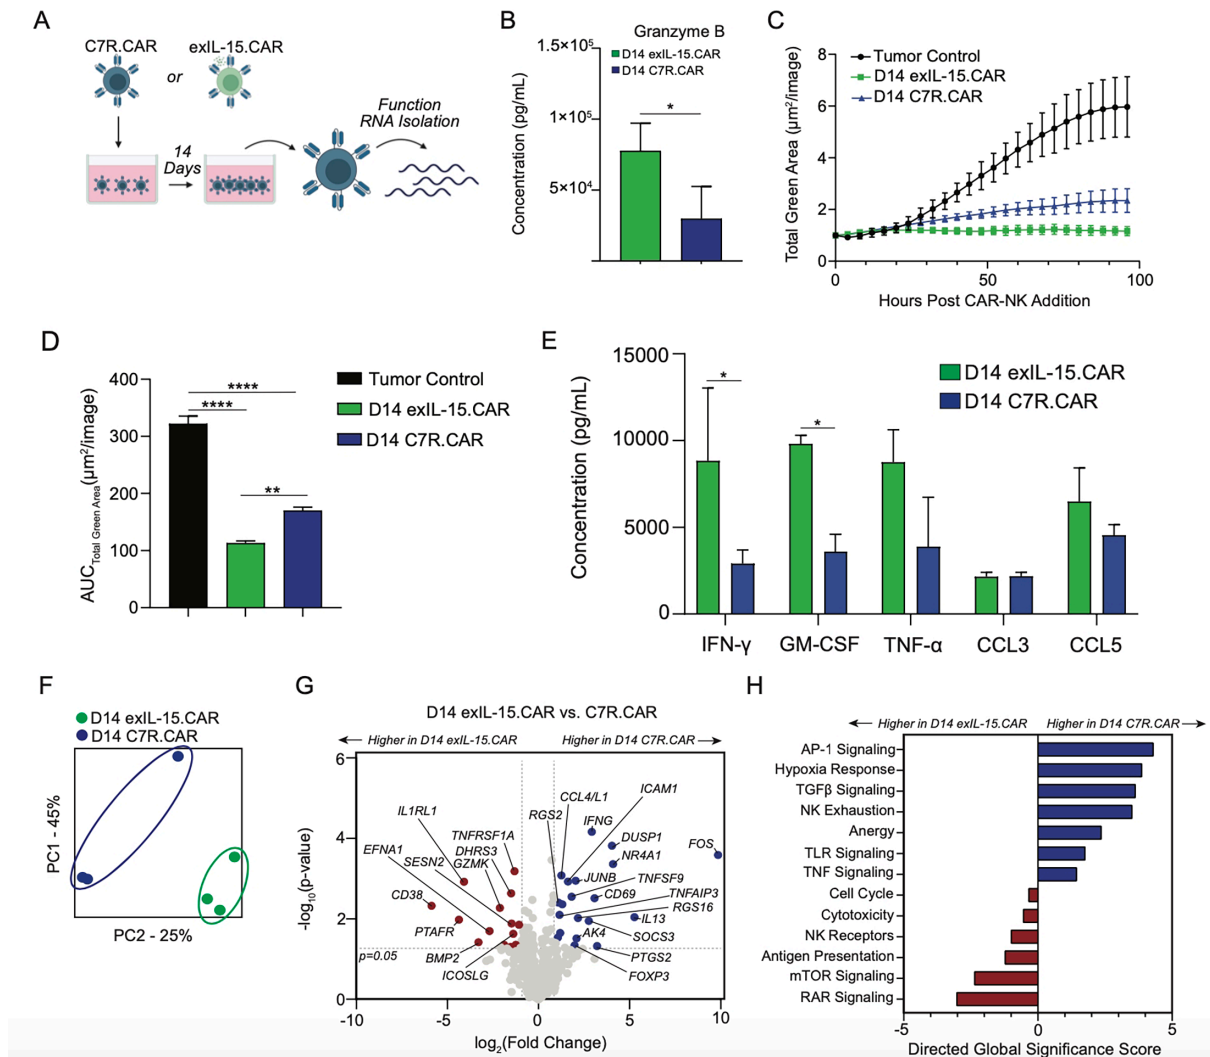 A
C7R.CAR
exIL-15.CAR
or
14
Days
Function
RNA Isolation
B
Granzyme B
1.5×10⁵
1×10⁵
5×10⁴
Concentration (pg/mL)
D14 exIL-15.CAR
D14 C7R.CAR
*
C
8
6
4
2
0
Total Green Area (µm²/image)
Tumor Control
D14 exIL-15.CAR
D14 C7R.CAR
0
50
100
Hours Post CAR-NK Addition
D
400
300
200
100
0
AUC Total Green Area (µm²/image)
****
****
**
Tumor Control
D14 exIL-15.CAR
D14 C7R.CAR
E
15000
10000
5000
0
Concentration (pg/mL)
*
*
D14 exIL-15.CAR
D14 C7R.CAR
IFN-γ
GM-CSF
TNF-α
CCL3
CCL5
F
D14 exIL-15.CAR
D14 C7R.CAR
PC1 - 45%
PC2 - 25%
G
D14 exIL-15.CAR vs. C7R.CAR
Higher in D14 exIL-15.CAR
Higher in D14 C7R.CAR
6
4
2
0
-log₁₀(p-value)
IL1RL1
EFNA1
TNFRSF1A
DHRS3
SESN2
GZMK
CD38
PTAFR
BMP2
ICOSLG
p=0.05
RGS2
CCL4/L1
ICAM1
IFNG
DUSP1
NR4A1
FOS
JUNB
TNFSF9
CD69
TNFAIP3
RGS16
IL13
SOCS3
AK4
PTGS2
FOXP3
-10
-5
0
5
10
log₂(Fold Change)
H
Higher in D14 exIL-15.CAR
Higher in D14 C7R.CAR
AP-1 Signaling
Hypoxia Response
TGFβ Signaling
NK Exhaustion
Anergy
TLR Signaling
TNF Signaling
Cell Cycle
Cytotoxicity
NK Receptors
Antigen Presentation
mTOR Signaling
RAR Signaling
-5
0
5
Directed Global Significance Score